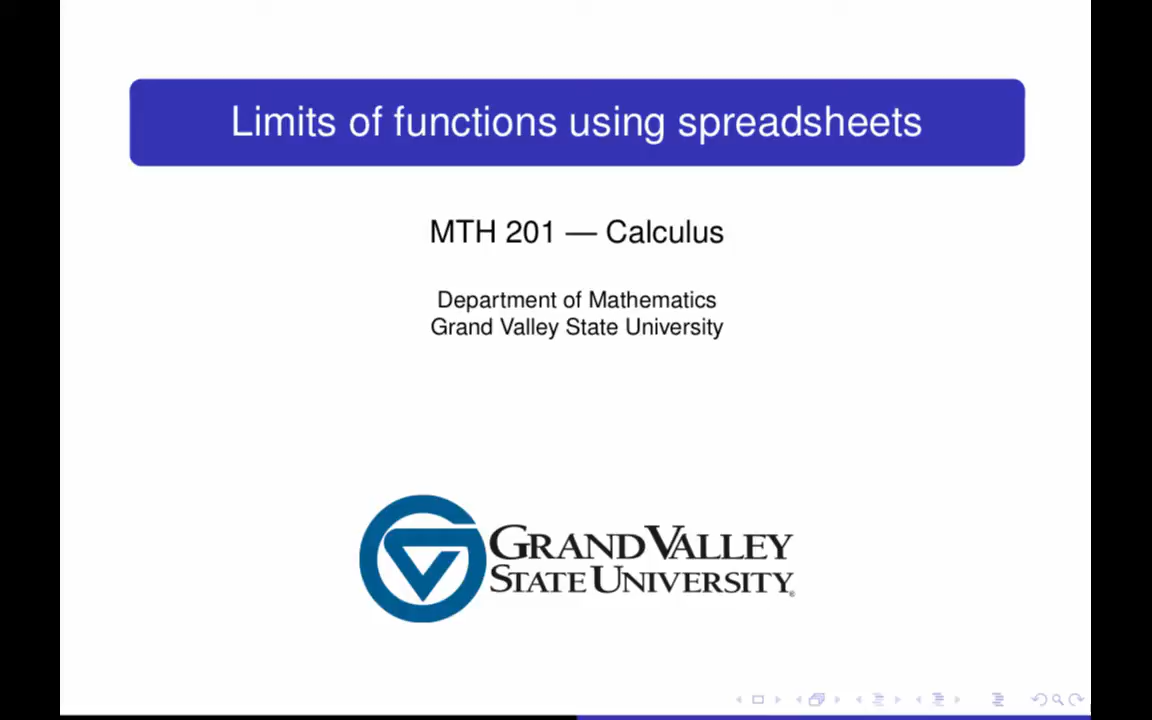 Limits of functions using spreadsheets
MTH 201 — Calculus
Department of Mathematics
Grand Valley State University
GRAND VALLEY
STATE UNIVERSITY®